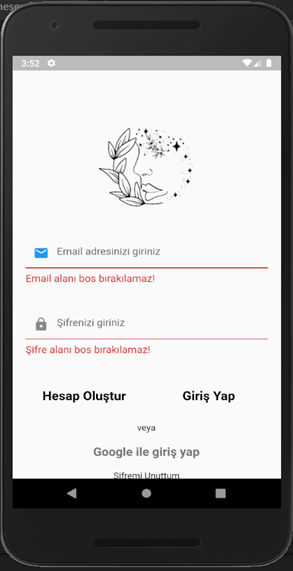 3:52
Email adresinizi giriniz
Email alanı bos bırakılamaz!
Şifrenizi giriniz
Şifre alanı bos bırakılamaz!
Hesap Oluştur Giriş Yap
veya
Google ile giriş yap
Sifremi Unuttum